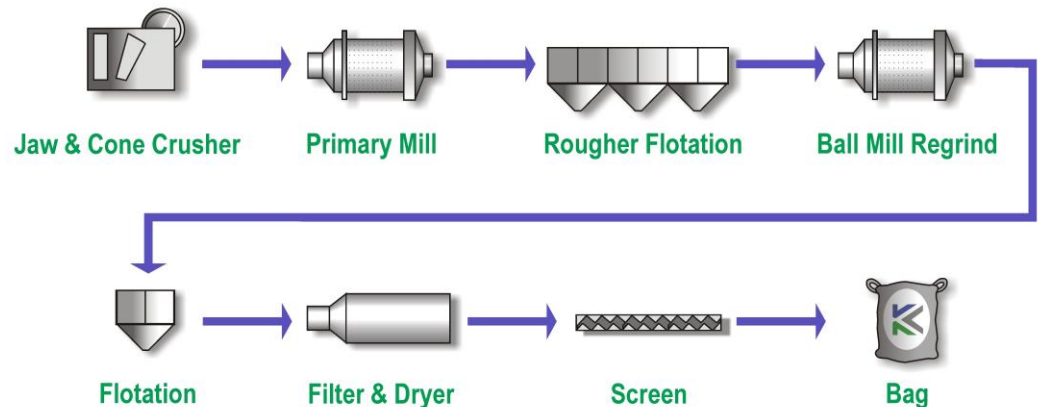 Jaw & Cone Crusher
Primary Mill
Rougher Flotation
Ball Mill Regrind
Flotation
Filter & Dryer
Screen
Bag